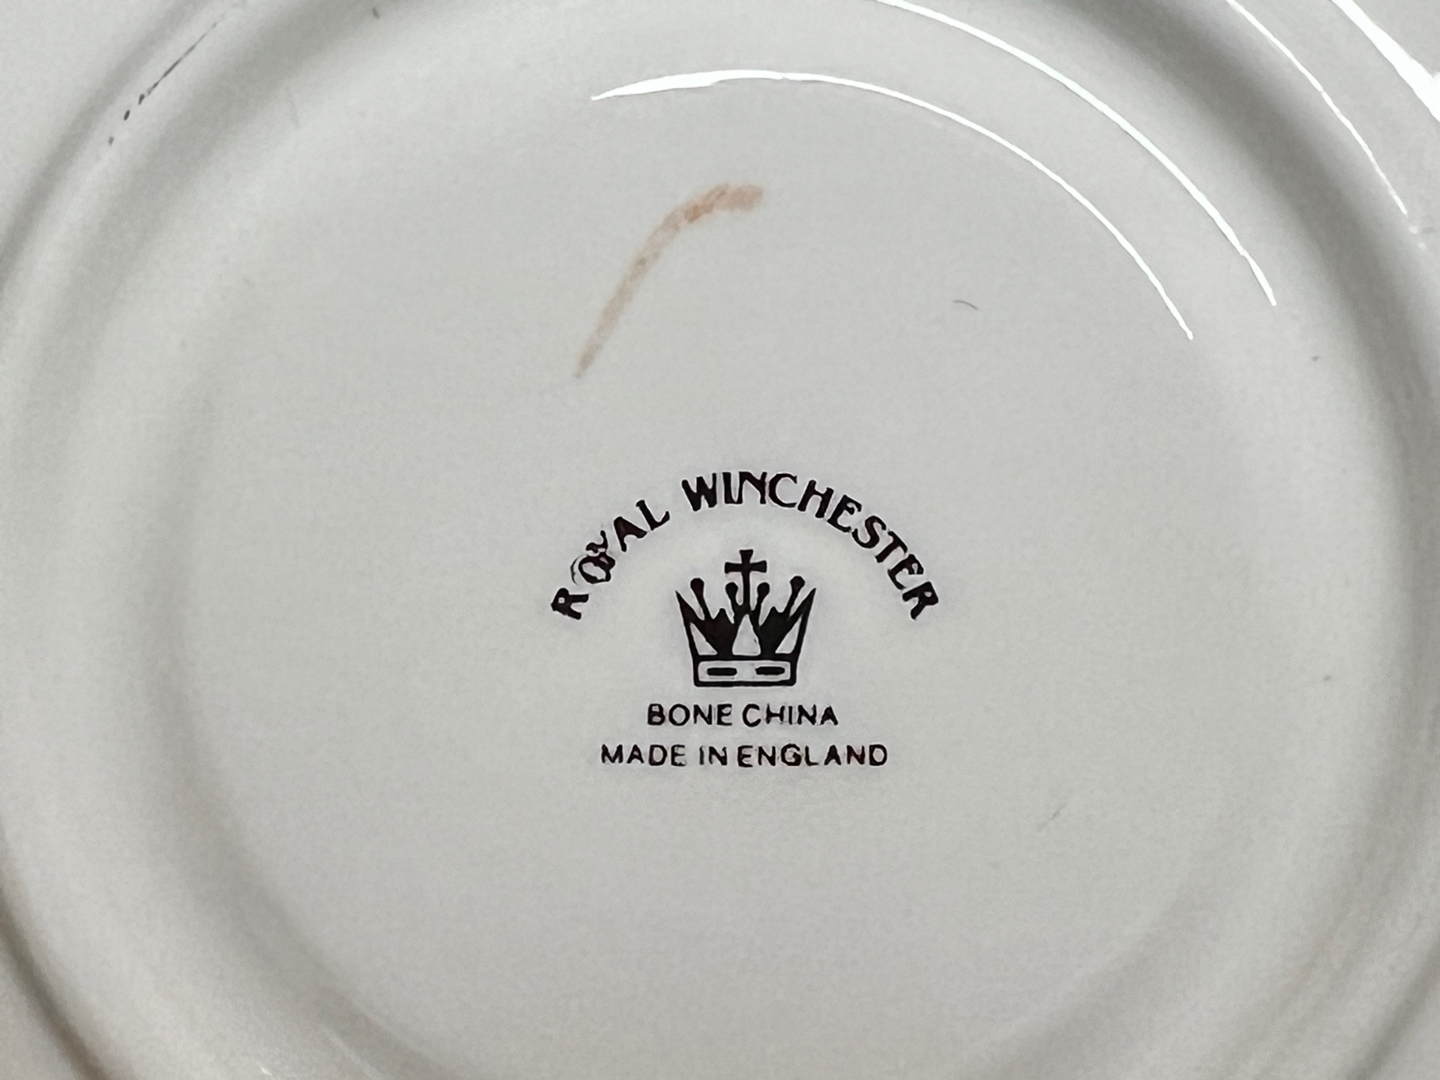 ROYAL WINCHESTER
BONE CHINA
MADE IN ENGLAND